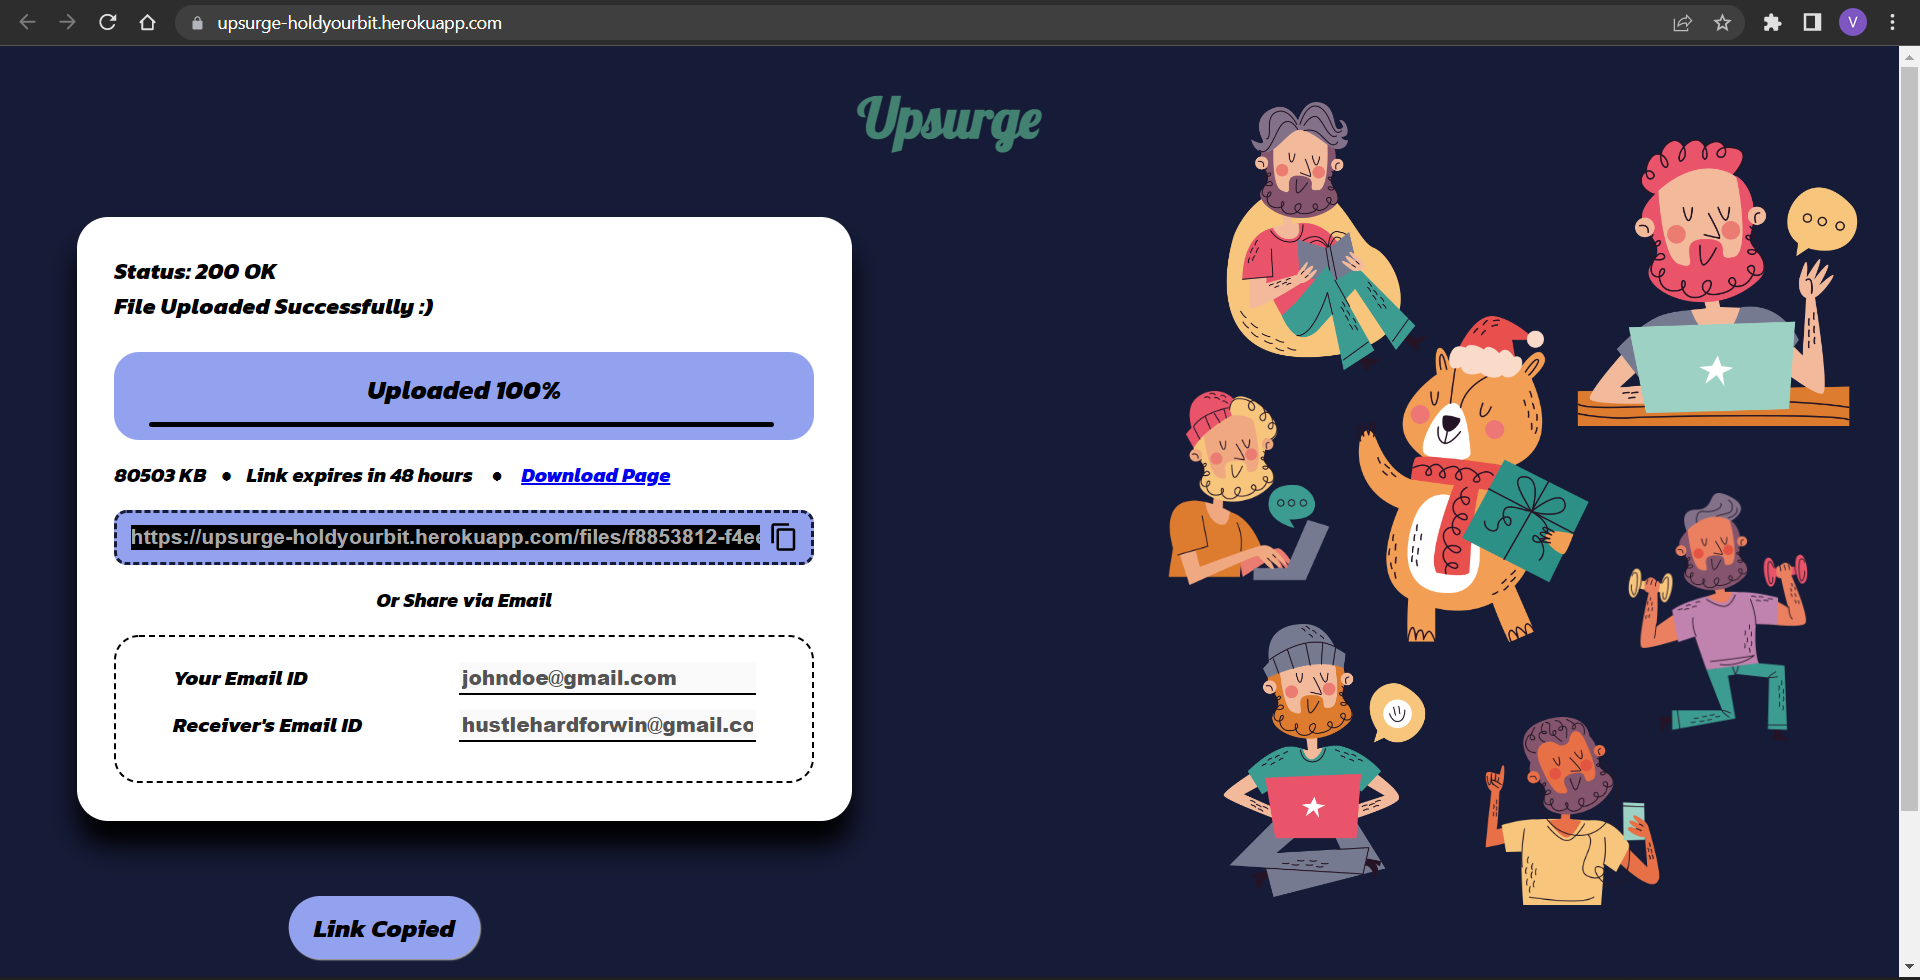 upsurge-holdyourbit.herokuapp.com
V
Upsurge
Status: 200 OK
File Uploaded Successfully :)
Uploaded 100%
80503 KB • Link expires in 48 hours • Download Page
https://upsurge-holdyourbit.herokuapp.com/files/f8853812-f4ee
Or Share via Email
Your Email ID johndoe@gmail.com
Receiver's Email ID hustlehardforwin@gmail.co
Link Copied